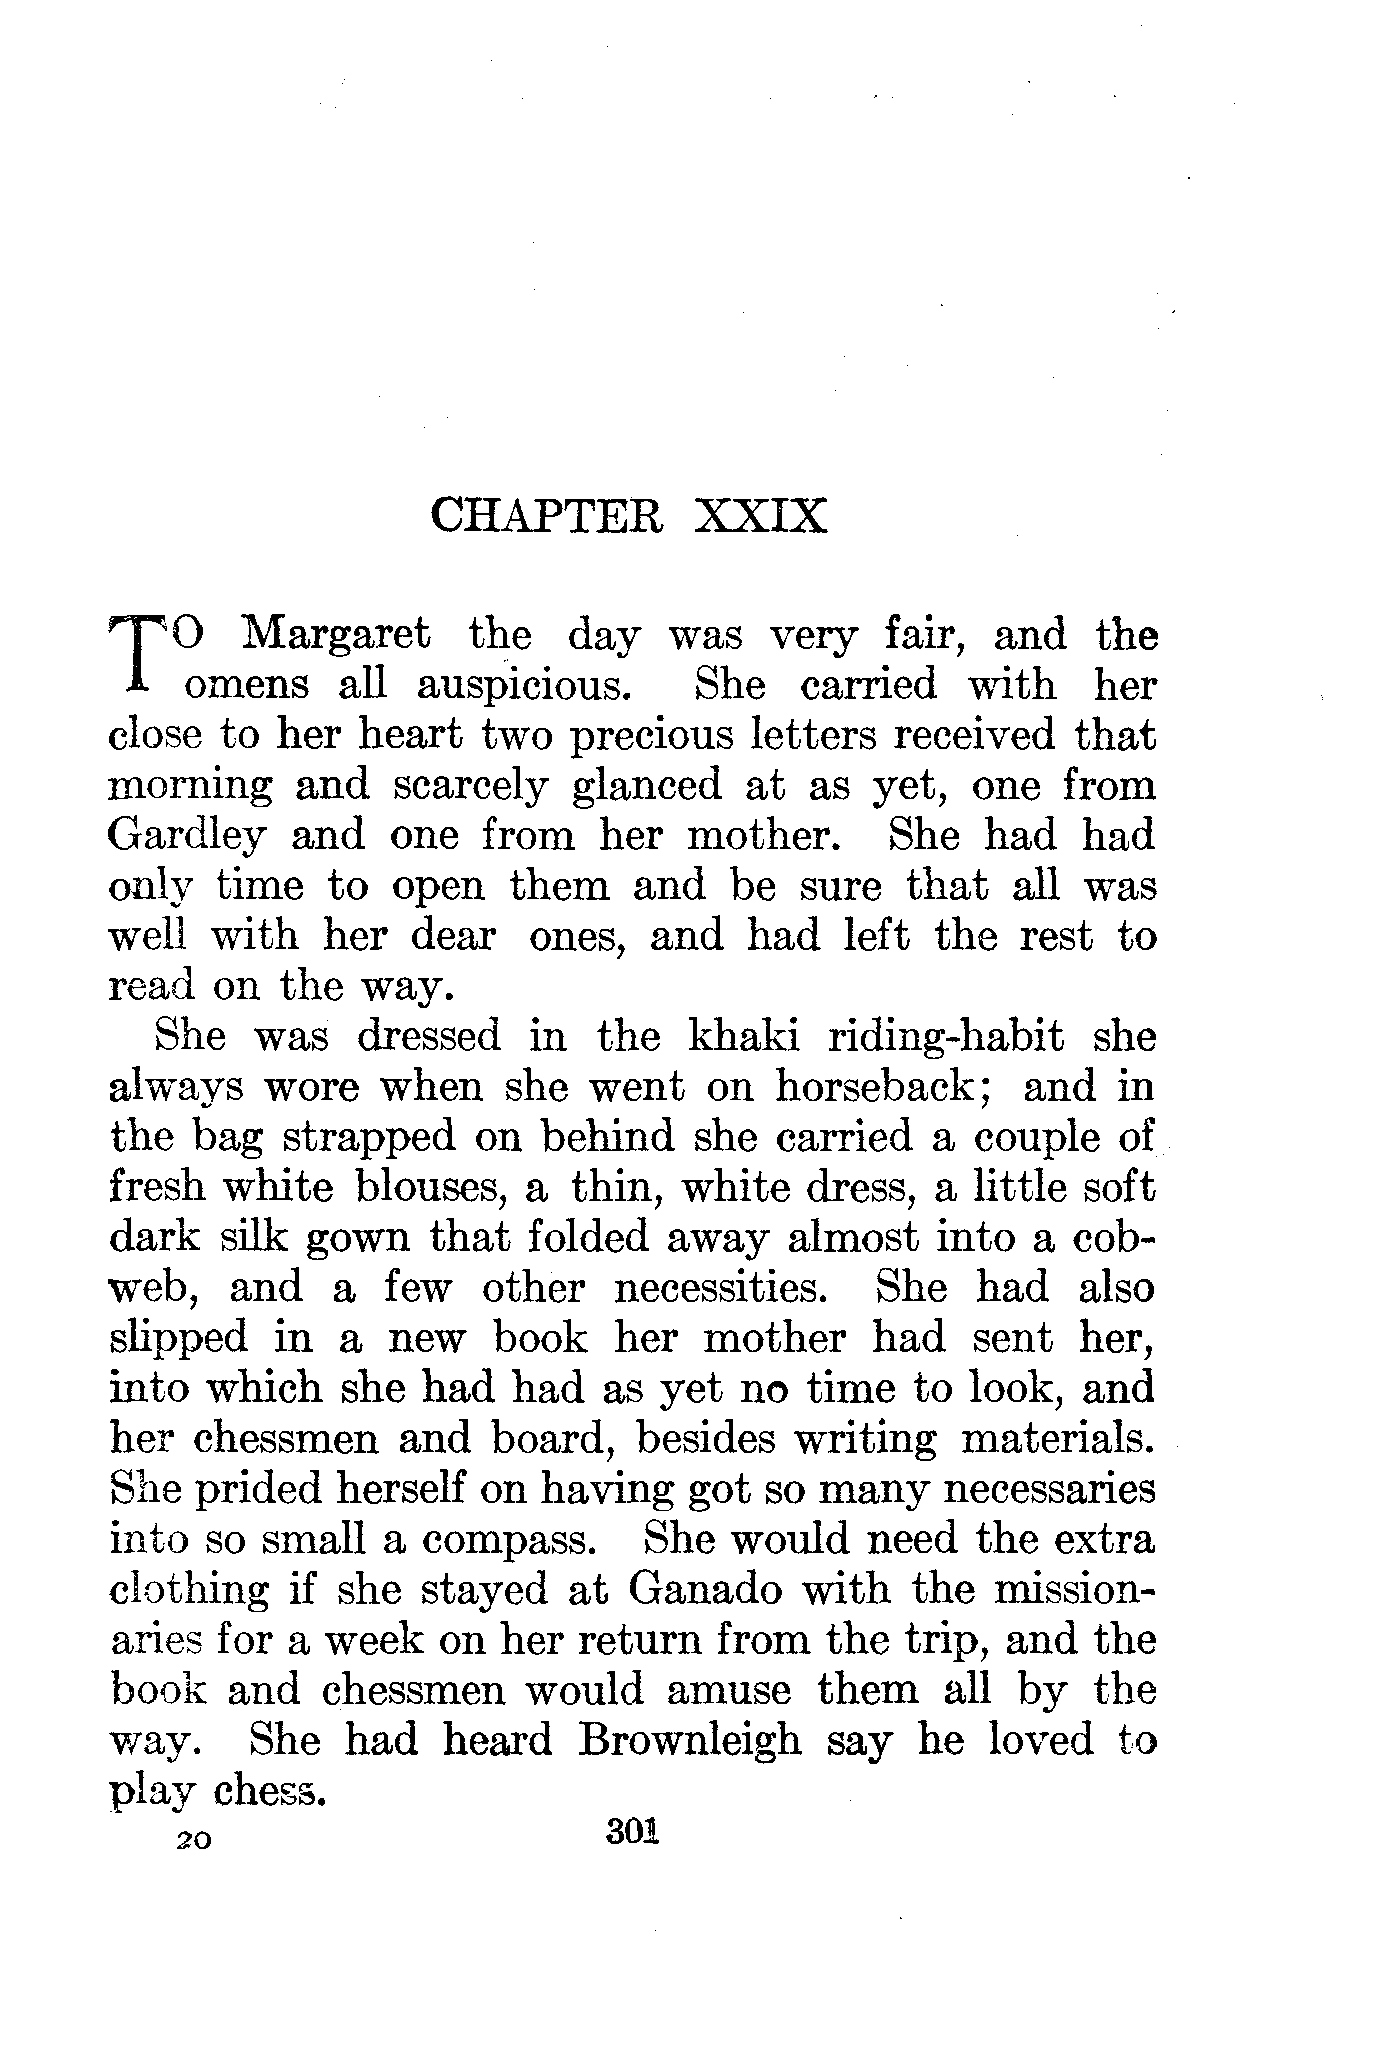 CHAPTER XXIX
TO Margaret the day was very fair, and the
omens all auspicious. She carried with her
close to her heart two precious letters received that
morning and scarcely glanced at as yet, one from
Gardley and one from her mother. She had had
only time to open them and be sure that all was
well with her dear ones, and had left the rest to
read on the way.
She was dressed in the khaki riding-habit she
always wore when she went on horseback; and in
the bag strapped on behind she carried a couple of
fresh white blouses, a thin, white dress, a little soft
dark silk gown that folded away almost into a cob-
web, and a few other necessities. She had also
slipped in a new book her mother had sent her,
into which she had had as yet no time to look, and
her chessmen and board, besides writing materials.
She prided herself on having got so many necessaries
into so small a compass. She would need the extra
clothing if she stayed at Ganado with the mission-
aries for a week on her return from the trip, and the
book and chessmen would amuse them all by the
way. She had heard Brownleigh say he loved to
play chess.
20 301